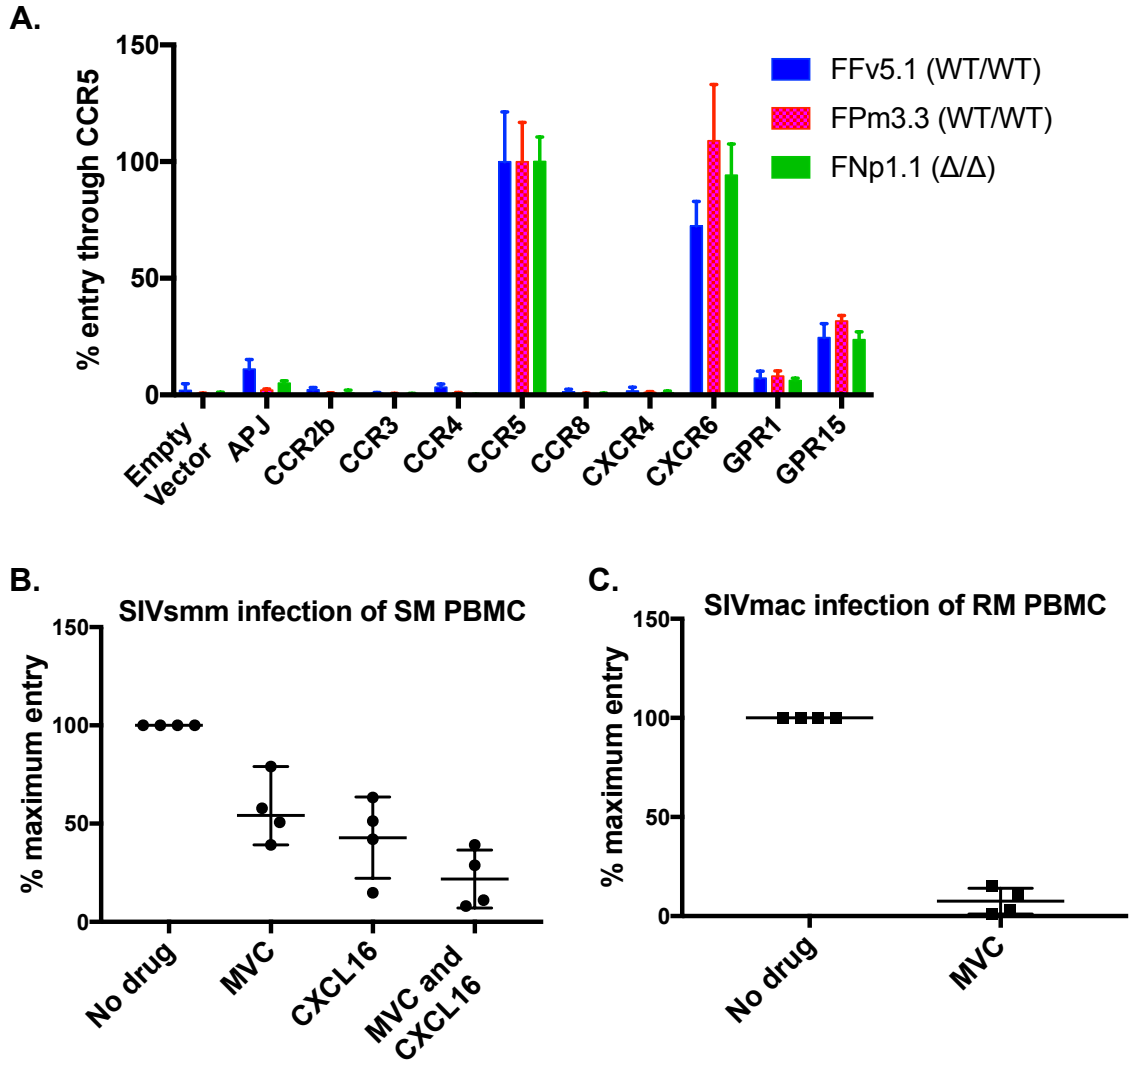 A.
% entry through CCR5
150
100
50
0
FFv5.1 (WT/WT)
FPm3.3 (WT/WT)
FNp1.1 (Δ/Δ)
Empty
Vector
APJ
CCR2b
CCR3
CCR4
CCR5
CCR8
CXCR4
CXCR6
GPR1
GPR15
B.
SIVsmm infection of SM PBMC
% maximum entry
150
100
50
0
No drug
MVC
CXCL16
MVC and
CXCL16
C.
SIVmac infection of RM PBMC
% maximum entry
150
100
50
0
No drug
MVC